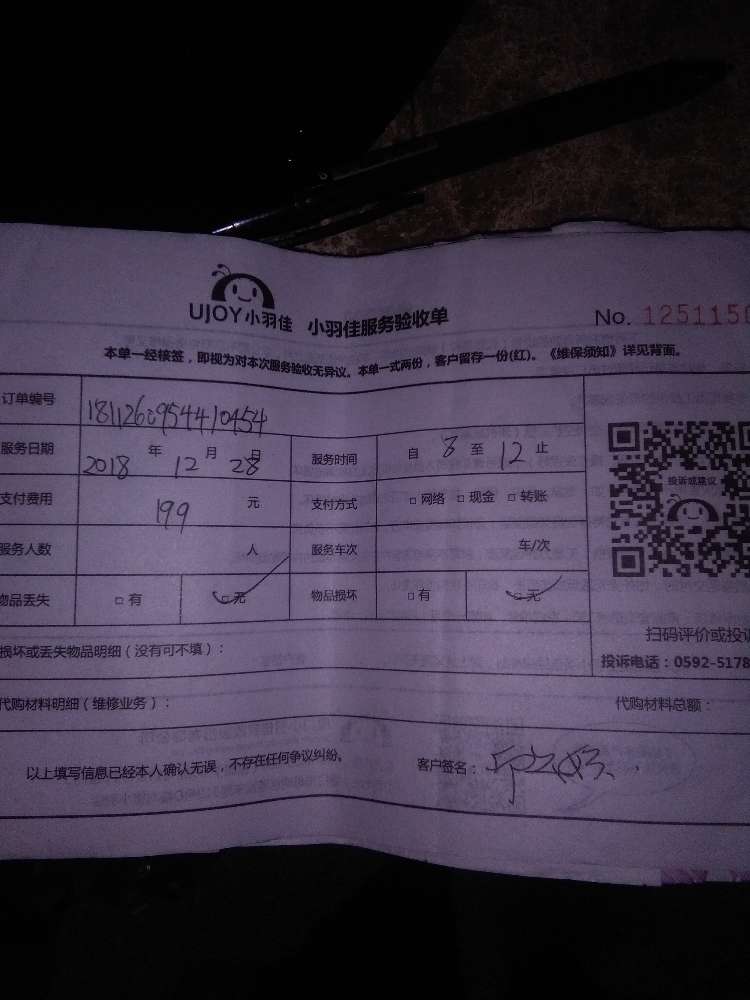 UJOY小羽佳 小羽佳服务验收单 No. 1251150
本单一经核签，即视为对本次服务验收无异议。本单一式两份，客户留存一份(红)。《维保须知》详见背面。
订单编号 181126095441045​4
服务日期 2018 年 12 月 28 日 服务时间 自 8 至 12 止
投诉或建议
支付费用 199 元 支付方式 □ 网络 □ 现金 □ 转账
服务人数 人 服务车次 车/次
物品丢失 □ 有 □ 无 物品损坏 □ 有 □ 无
扫码评价或投诉
损坏或丢失物品明细（没有可不填）：
投诉电话：0592-5178
代购材料明细（维修业务）： 代购材料总额：
以上填写信息已经本人确认无误，不存在任何争议纠纷。 客户签名：